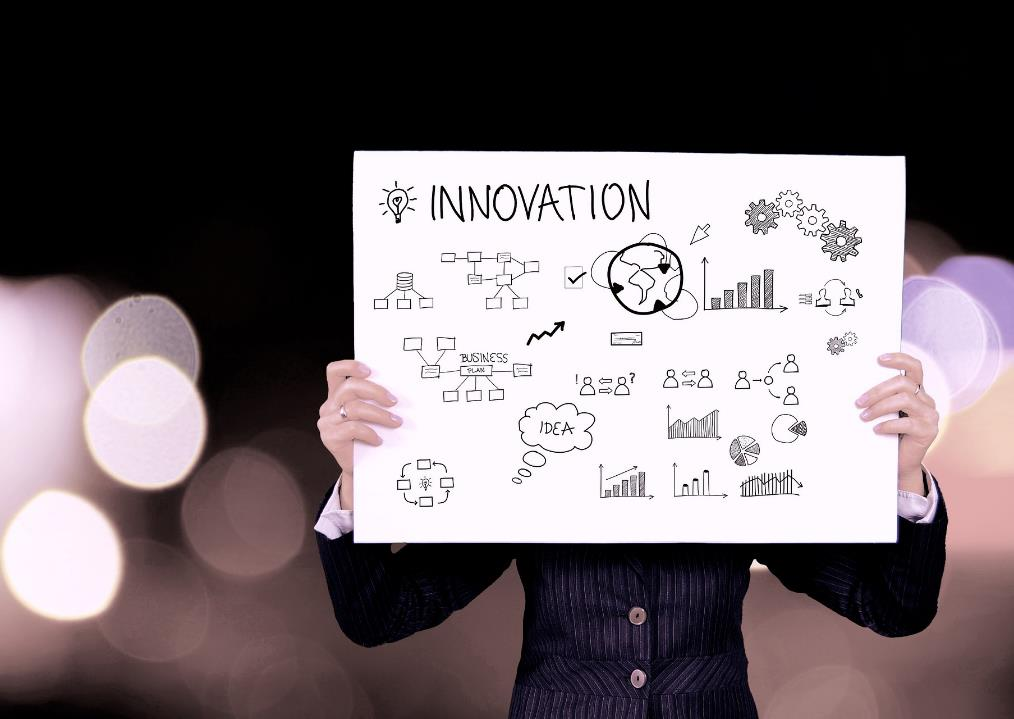 INNOVATION
BUSINESS
PLAN
! ?
IDEA